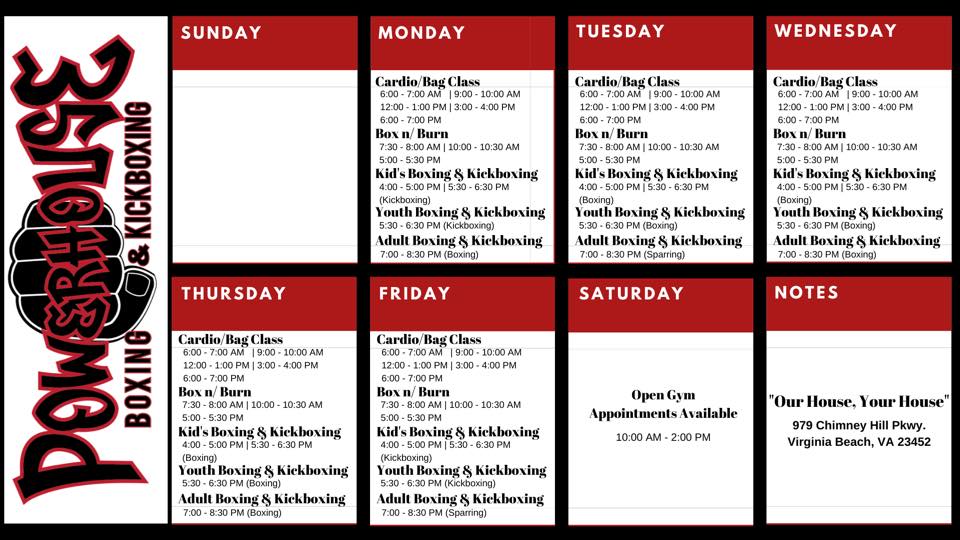 POWERHOUSE
BOXING & KICKBOXING
SUNDAY
MONDAY
Cardio/Bag Class
6:00 - 7:00 AM | 9:00 - 10:00 AM
12:00 - 1:00 PM | 3:00 - 4:00 PM
6:00 - 7:00 PM
Box n/ Burn
7:30 - 8:00 AM | 10:00 - 10:30 AM
5:00 - 5:30 PM
Kid's Boxing & Kickboxing
4:00 - 5:00 PM | 5:30 - 6:30 PM
(Kickboxing)
Youth Boxing & Kickboxing
5:30 - 6:30 PM (Kickboxing)
Adult Boxing & Kickboxing
7:00 - 8:30 PM (Boxing)
TUESDAY
Cardio/Bag Class
6:00 - 7:00 AM | 9:00 - 10:00 AM
12:00 - 1:00 PM | 3:00 - 4:00 PM
6:00 - 7:00 PM
Box n/ Burn
7:30 - 8:00 AM | 10:00 - 10:30 AM
5:00 - 5:30 PM
Kid's Boxing & Kickboxing
4:00 - 5:00 PM | 5:30 - 6:30 PM
(Boxing)
Youth Boxing & Kickboxing
5:30 - 6:30 PM (Boxing)
Adult Boxing & Kickboxing
7:00 - 8:30 PM (Sparring)
WEDNESDAY
Cardio/Bag Class
6:00 - 7:00 AM | 9:00 - 10:00 AM
12:00 - 1:00 PM | 3:00 - 4:00 PM
6:00 - 7:00 PM
Box n/ Burn
7:30 - 8:00 AM | 10:00 - 10:30 AM
5:00 - 5:30 PM
Kid's Boxing & Kickboxing
4:00 - 5:00 PM | 5:30 - 6:30 PM
(Boxing)
Youth Boxing & Kickboxing
5:30 - 6:30 PM (Boxing)
Adult Boxing & Kickboxing
7:00 - 8:30 PM (Boxing)
THURSDAY
Cardio/Bag Class
6:00 - 7:00 AM | 9:00 - 10:00 AM
12:00 - 1:00 PM | 3:00 - 4:00 PM
6:00 - 7:00 PM
Box n/ Burn
7:30 - 8:00 AM | 10:00 - 10:30 AM
5:00 - 5:30 PM
Kid's Boxing & Kickboxing
4:00 - 5:00 PM | 5:30 - 6:30 PM
(Boxing)
Youth Boxing & Kickboxing
5:30 - 6:30 PM (Boxing)
Adult Boxing & Kickboxing
7:00 - 8:30 PM (Boxing)
FRIDAY
Cardio/Bag Class
6:00 - 7:00 AM | 9:00 - 10:00 AM
12:00 - 1:00 PM | 3:00 - 4:00 PM
6:00 - 7:00 PM
Box n/ Burn
7:30 - 8:00 AM | 10:00 - 10:30 AM
5:00 - 5:30 PM
Kid's Boxing & Kickboxing
4:00 - 5:00 PM | 5:30 - 6:30 PM
(Kickboxing)
Youth Boxing & Kickboxing
5:30 - 6:30 PM (Kickboxing)
Adult Boxing & Kickboxing
7:00 - 8:30 PM (Sparring)
SATURDAY
Open Gym
Appointments Available
10:00 AM - 2:00 PM
NOTES
"Our House, Your House"
979 Chimney Hill Pkwy.
Virginia Beach, VA 23452